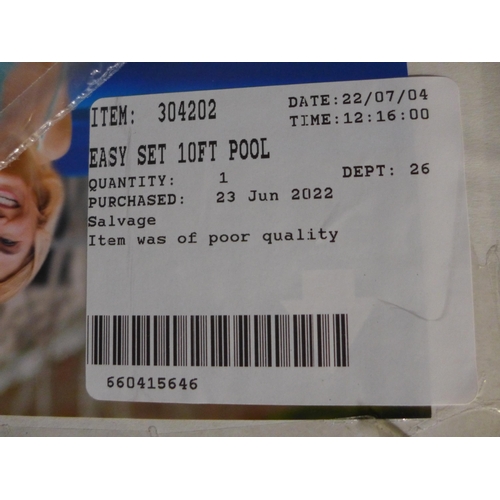 ITEM: 304202 DATE:22/07/04
TIME:12:16:00
EASY SET 10FT POOL
QUANTITY: 1 DEPT: 26
PURCHASED: 23 Jun 2022
Salvage
Item was of poor quality
660415646